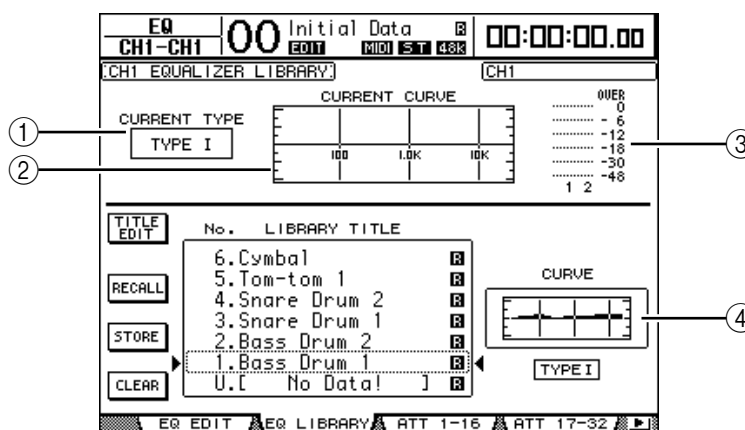 EQ
CH1-CH1
00
Initial Data R
EDIT MIDI ST 48K
00:00:00.00
CH1 EQUALIZER LIBRARY
CH1
CURRENT TYPE
TYPE I
CURRENT CURVE
100 1.0K 10K
OVER
0
-6
-12
-18
-30
-48
1 2
1
2
3
4
TITLE EDIT
RECALL
STORE
CLEAR
No. LIBRARY TITLE
6.Cymbal R
5.Tom-tom 1 R
4.Snare Drum 2 R
3.Snare Drum 1 R
2.Bass Drum 2 R
1.Bass Drum 1 R
U.[ No Data! ] R
CURVE
TYPE I
EQ EDIT EQ LIBRARY ATT 1-16 ATT 17-32